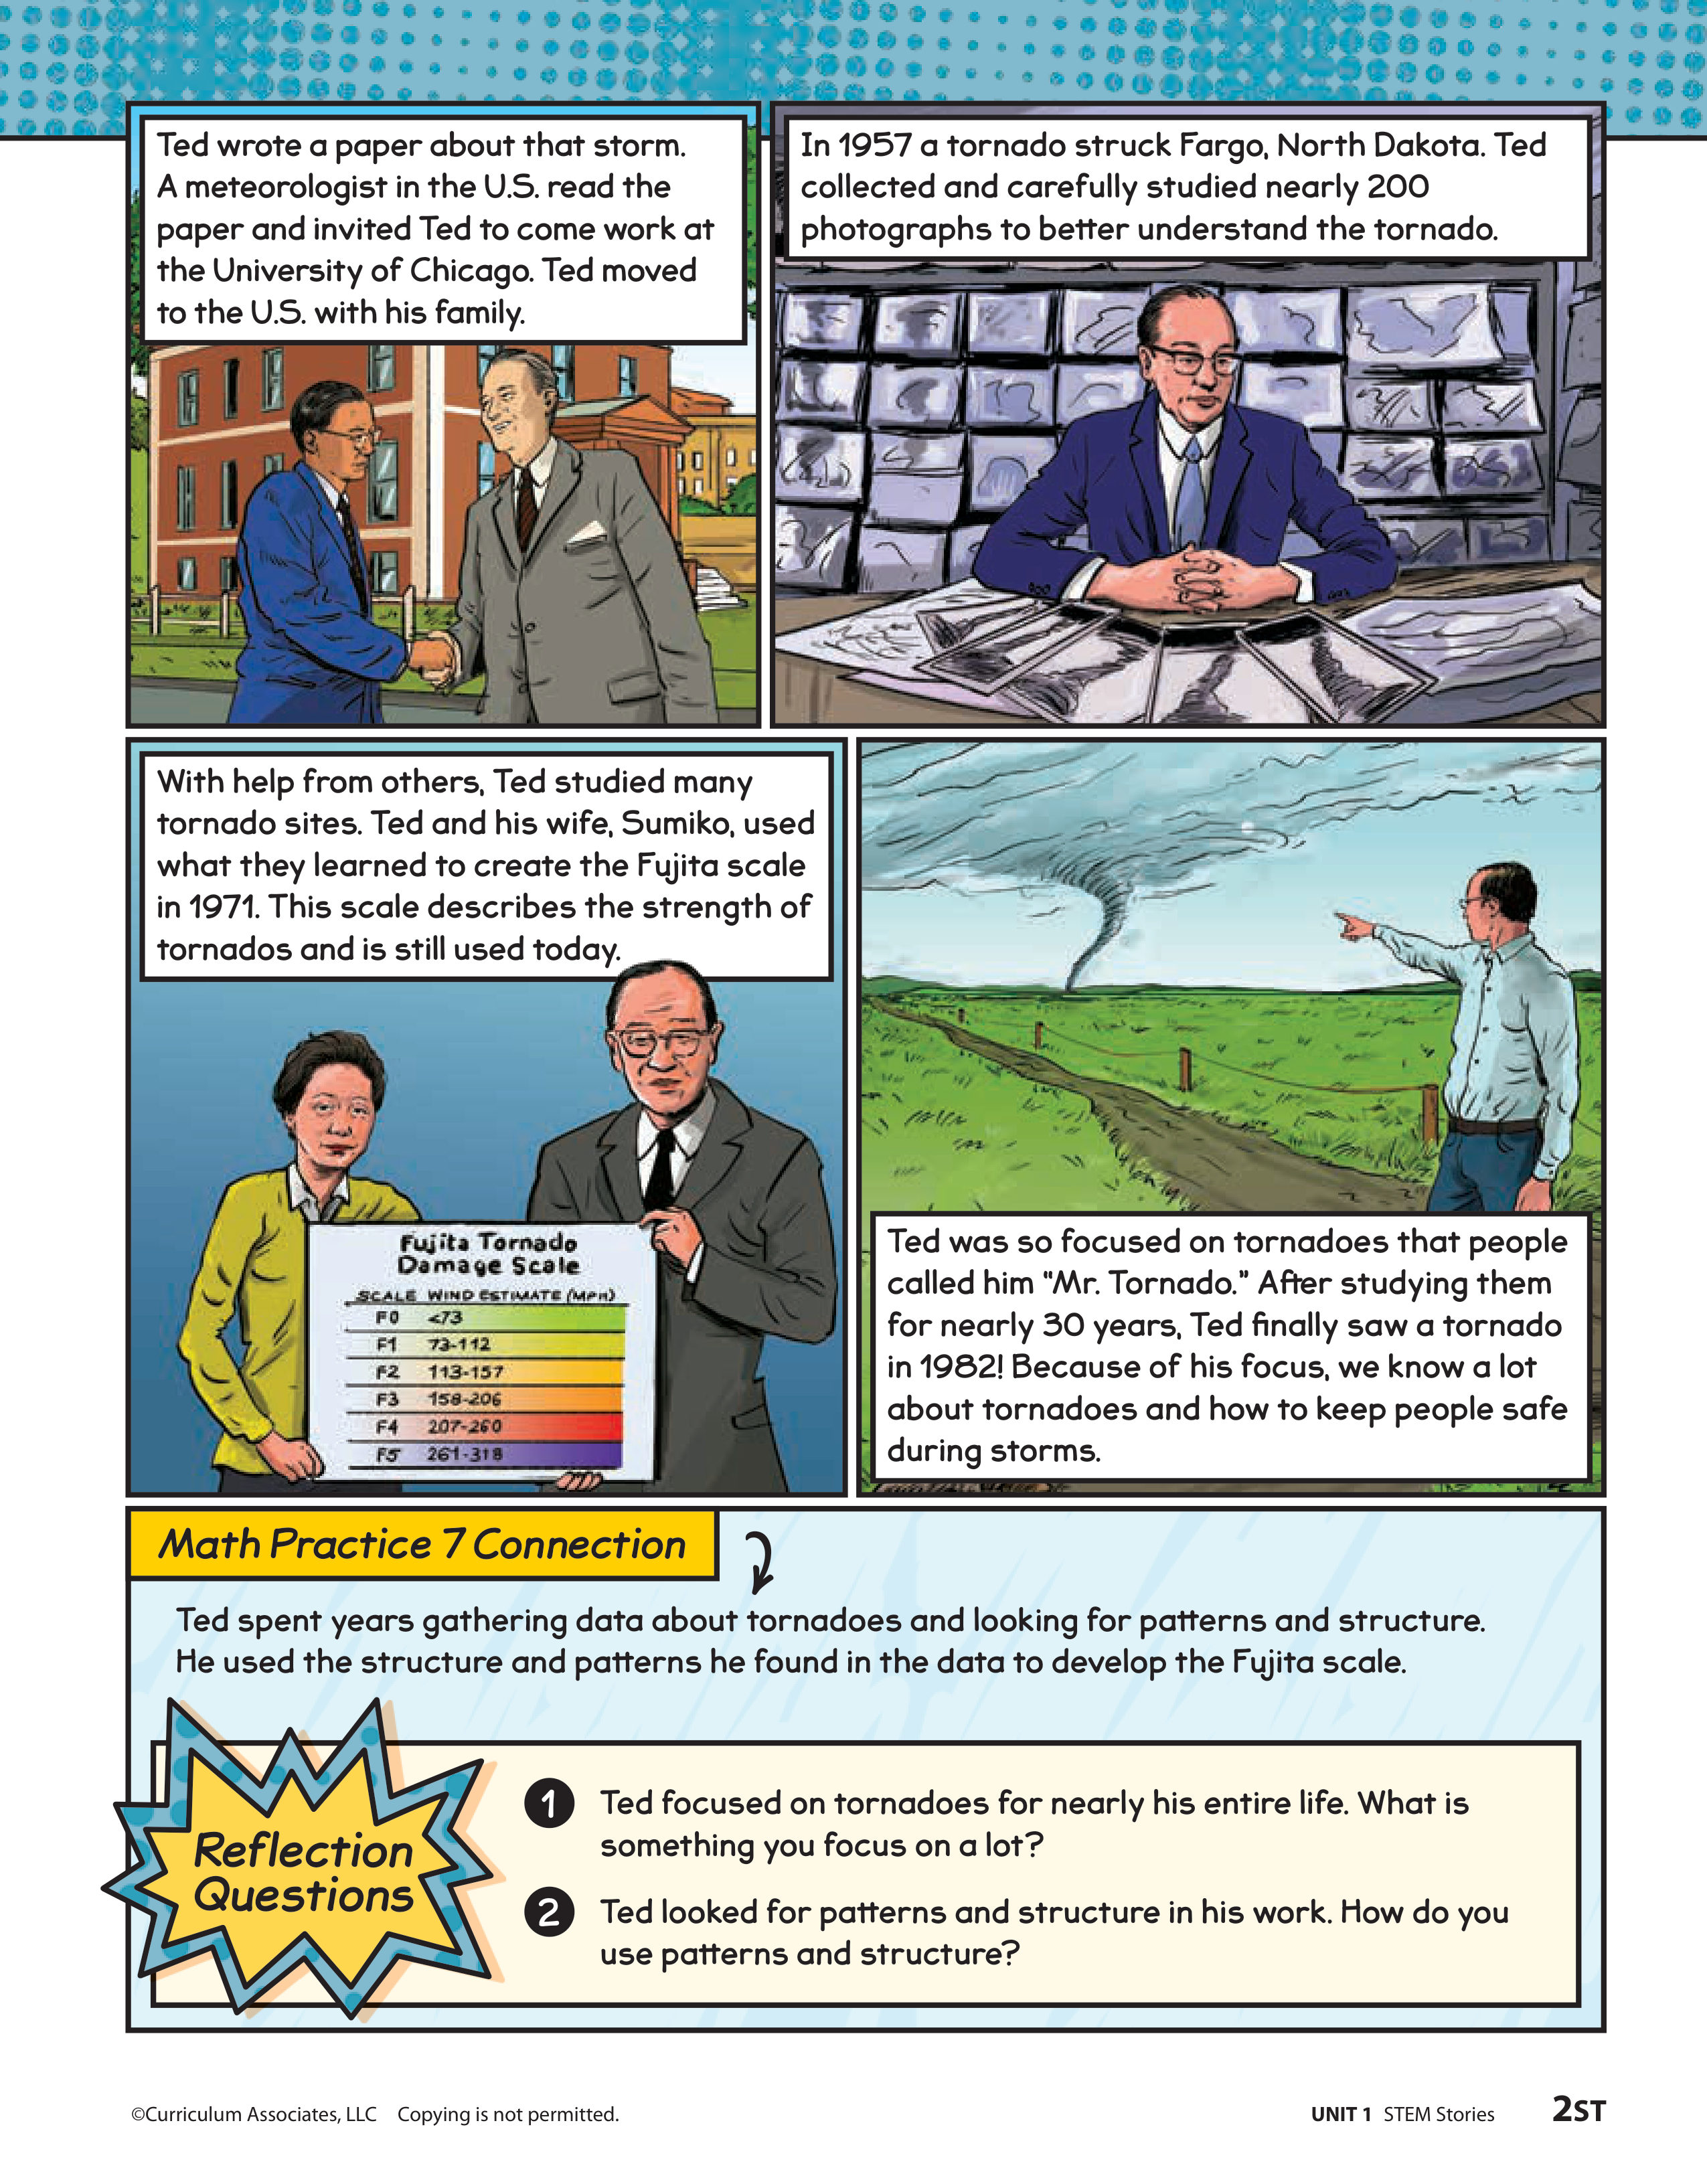 Ted wrote a paper about that storm.
A meteorologist in the U.S. read the
paper and invited Ted to come work at
the University of Chicago. Ted moved
to the U.S. with his family.
In 1957 a tornado struck Fargo, North Dakota. Ted
collected and carefully studied nearly 200
photographs to better understand the tornado.
With help from others, Ted studied many
tornado sites. Ted and his wife, Sumiko, used
what they learned to create the Fujita scale
in 1971. This scale describes the strength of
tornados and is still used today.
Fujita Tornado
Damage Scale
SCALE WIND ESTIMATE (MPH)
F0 <73
F1 73-112
F2 113-157
F3 158-206
F4 207-260
F5 261-318
Ted was so focused on tornadoes that people
called him "Mr. Tornado." After studying them
for nearly 30 years, Ted finally saw a tornado
in 1982! Because of his focus, we know a lot
about tornadoes and how to keep people safe
during storms.
Math Practice 7 Connection
Ted spent years gathering data about tornadoes and looking for patterns and structure.
He used the structure and patterns he found in the data to develop the Fujita scale.
Reflection
Questions
1 Ted focused on tornadoes for nearly his entire life. What is
something you focus on a lot?
2 Ted looked for patterns and structure in his work. How do you
use patterns and structure?
©Curriculum Associates, LLC Copying is not permitted.
UNIT 1 STEM Stories 2ST